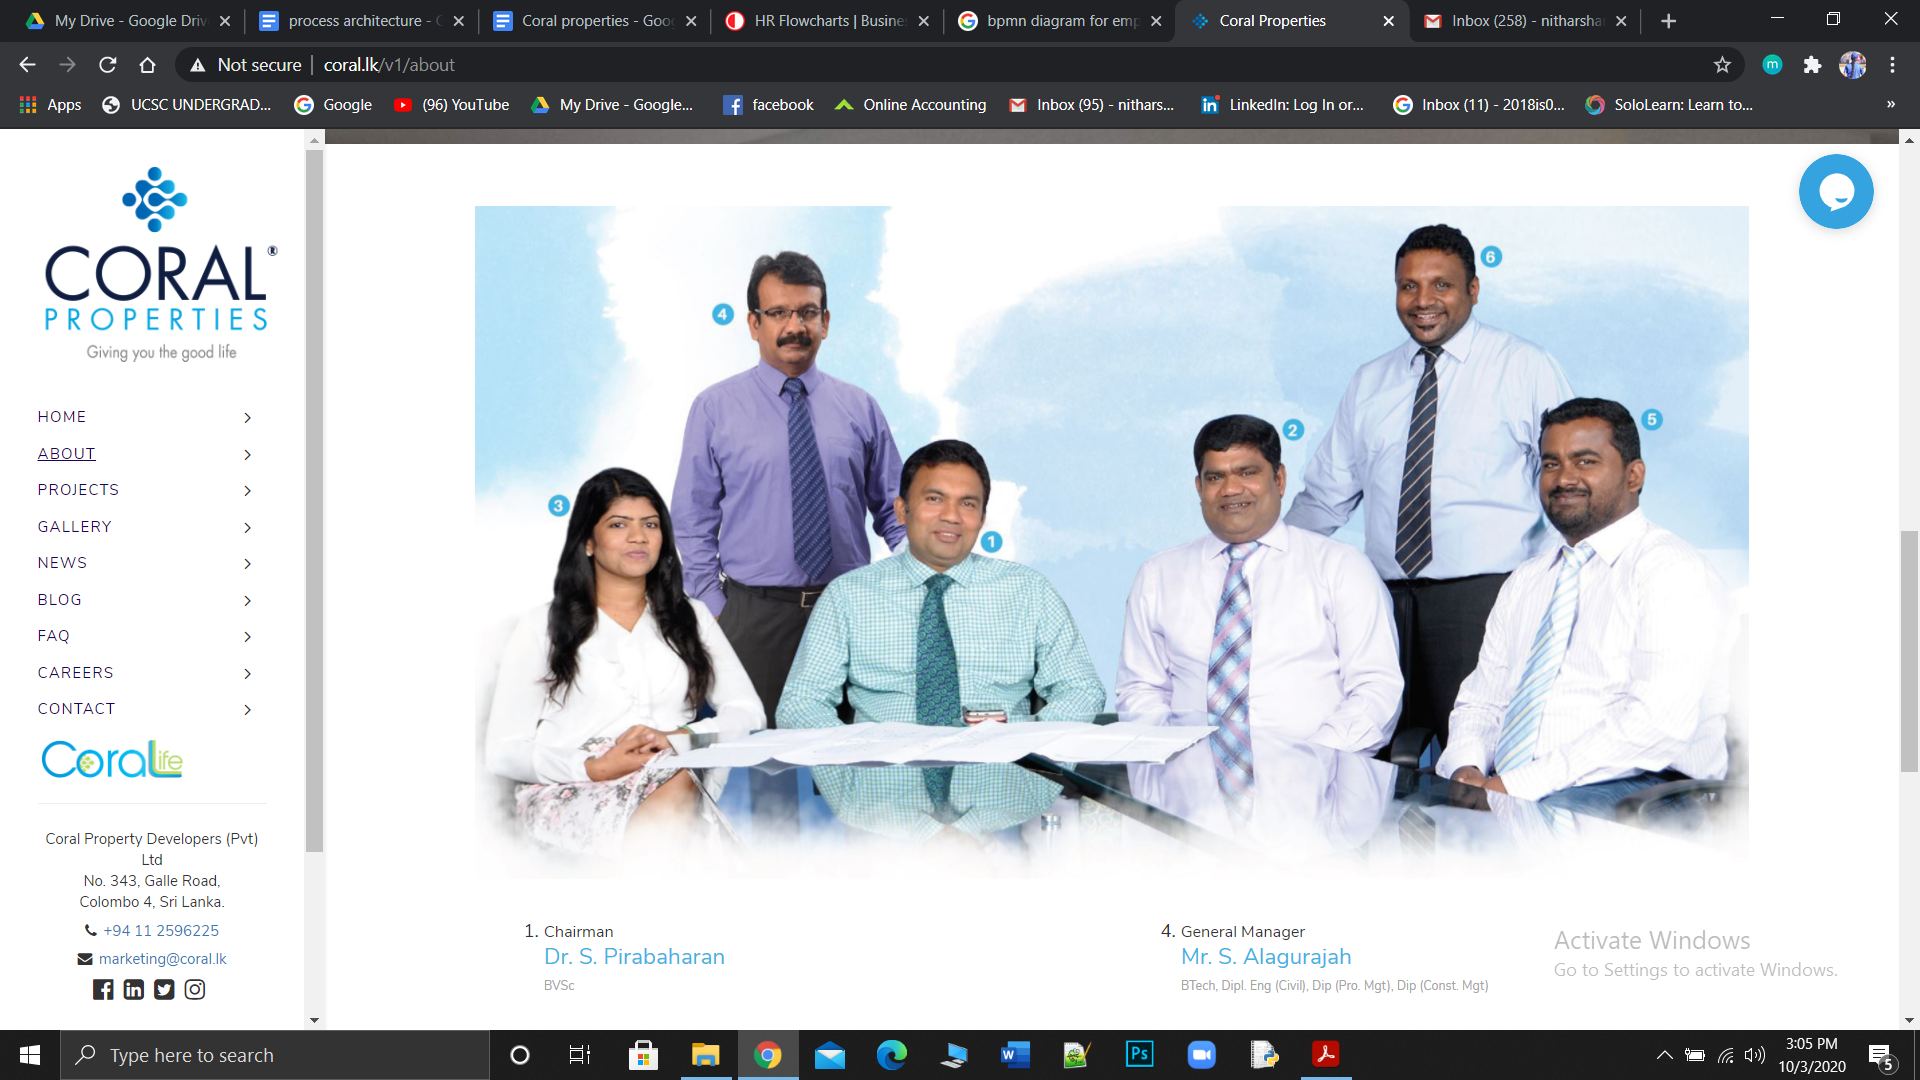 My Drive - Google Driv
process architecture - G
Coral properties - Goog
HR Flowcharts | Busines
bpmn diagram for emp
Coral Properties
Inbox (258) - nitharsha
Not secure
coral.lk/v1/about
m
Apps
UCSC UNDERGRAD...
Google
(96) YouTube
My Drive - Google...
facebook
Online Accounting
Inbox (95) - nithars...
LinkedIn: Log In or...
Inbox (11) - 2018is0...
SoloLearn: Learn to...
»
CORAL®
PROPERTIES
Giving you the good life
HOME
ABOUT
PROJECTS
GALLERY
NEWS
BLOG
FAQ
CAREERS
CONTACT
Coral Life
Coral Property Developers (Pvt)
Ltd
No. 343, Galle Road,
Colombo 4, Sri Lanka.
+94 11 2596225
marketing@coral.lk
6
4
5
2
3
1
1. Chairman
Dr. S. Pirabaharan
BVSc
4. General Manager
Mr. S. Alagurajah
BTech, Dipl. Eng (Civil), Dip (Pro. Mgt), Dip (Const. Mgt)
Activate Windows
Go to Settings to activate Windows.
Type here to search
W
Ps
3:05 PM
10/3/2020
5